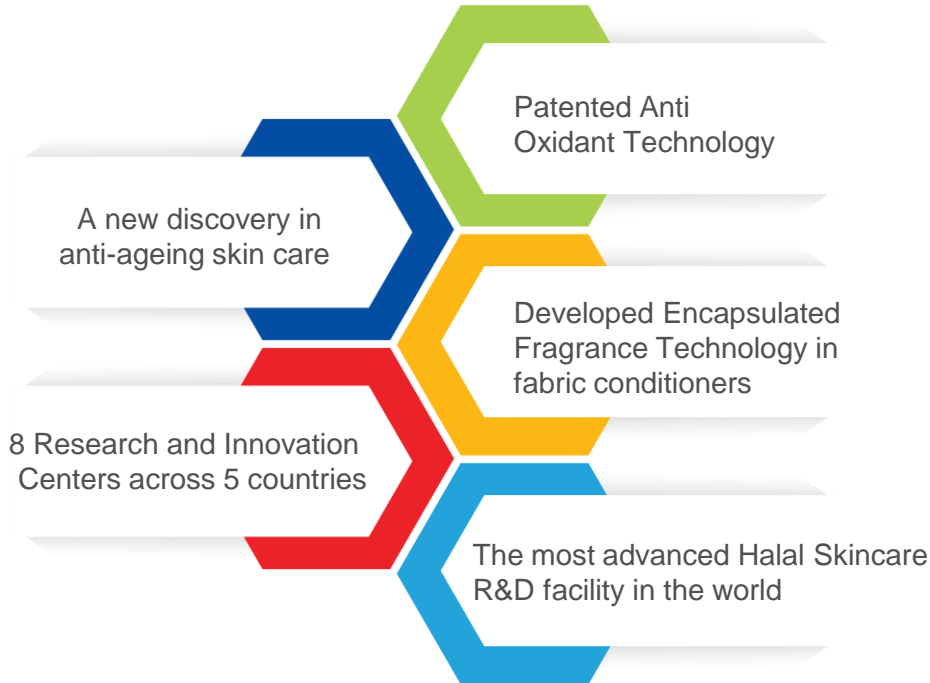 Patented Anti
Oxidant Technology
A new discovery in
anti-ageing skin care
Developed Encapsulated
Fragrance Technology in
fabric conditioners
8 Research and Innovation
Centers across 5 countries
The most advanced Halal Skincare
R&D facility in the world